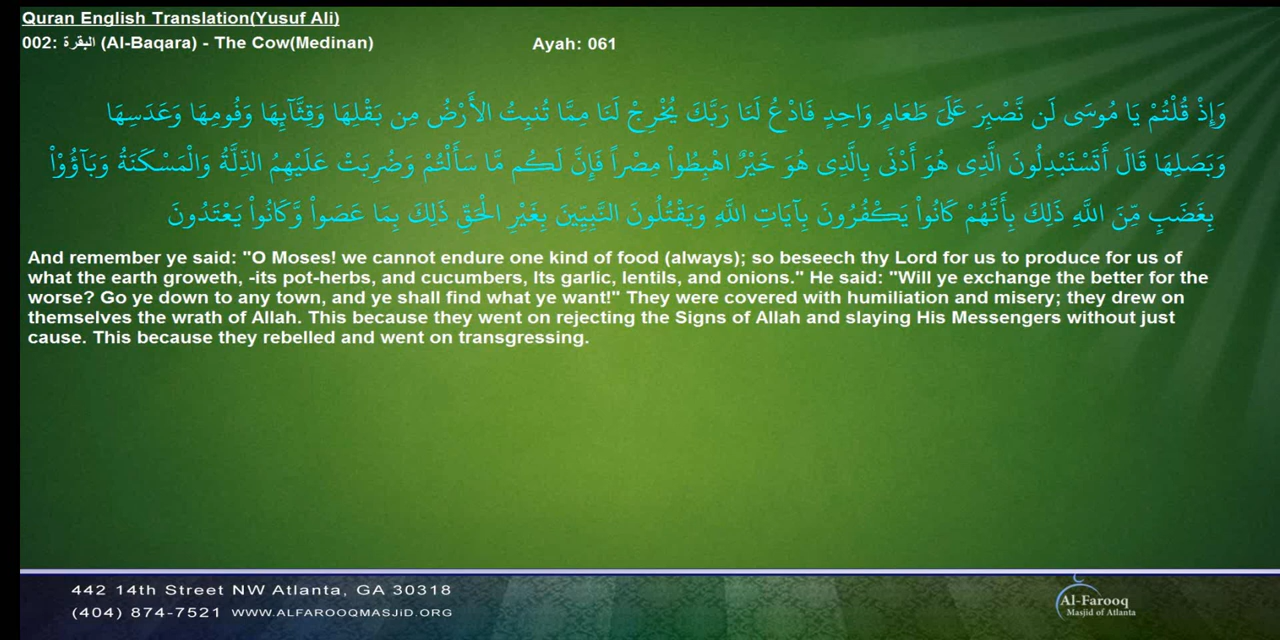 Quran English Translation(Yusuf Ali)
002: البقرة (Al-Baqara) - The Cow(Medinan) Ayah: 061
وَإِذْ قُلْتُمْ يَا مُوسَى لَن نَّصْبِرَ عَلَىَ طَعَامٍ وَاحِدٍ فَادْعُ لَنَا رَبَّكَ يُخْرِجْ لَنَا مِمَّا تُنبِتُ الأَرْضُ مِن بَقْلِهَا وَقِثَّآئِهَا وَفُومِهَا وَعَدَسِهَا
وَبَصَلِهَا قَالَ أَتَسْتَبْدِلُونَ الَّذِى هُوَ أَدْنَى بِالَّذِى هُوَ خَيْرٌ اهْبِطُواْ مِصْراً فَإِنَّ لَكُم مَّا سَأَلْتُمْ وَضُرِبَتْ عَلَيْهِمُ الذِّلَّةُ وَالْمَسْكَنَةُ وَبَآؤُوْاْ
بِغَضَبٍ مِّنَ اللَّهِ ذَلِكَ بِأَنَّهُمْ كَانُواْ يَكْفُرُونَ بِآيَاتِ اللَّهِ وَيَقْتُلُونَ النَّبِيِّينَ بِغَيْرِ الْحَقِّ ذَلِكَ بِمَا عَصَواْ وَّكَانُواْ يَعْتَدُونَ
And remember ye said: "O Moses! we cannot endure one kind of food (always); so beseech thy Lord for us to produce for us of
what the earth groweth, -its pot-herbs, and cucumbers, Its garlic, lentils, and onions." He said: "Will ye exchange the better for the
worse? Go ye down to any town, and ye shall find what ye want!" They were covered with humiliation and misery; they drew on
themselves the wrath of Allah. This because they went on rejecting the Signs of Allah and slaying His Messengers without just
cause. This because they rebelled and went on transgressing.
442 14th Street NW Atlanta, GA 30318
(404) 874-7521 WWW.ALFAROOQMASJiD.ORG
Al-Farooq
Masjid of Atlanta